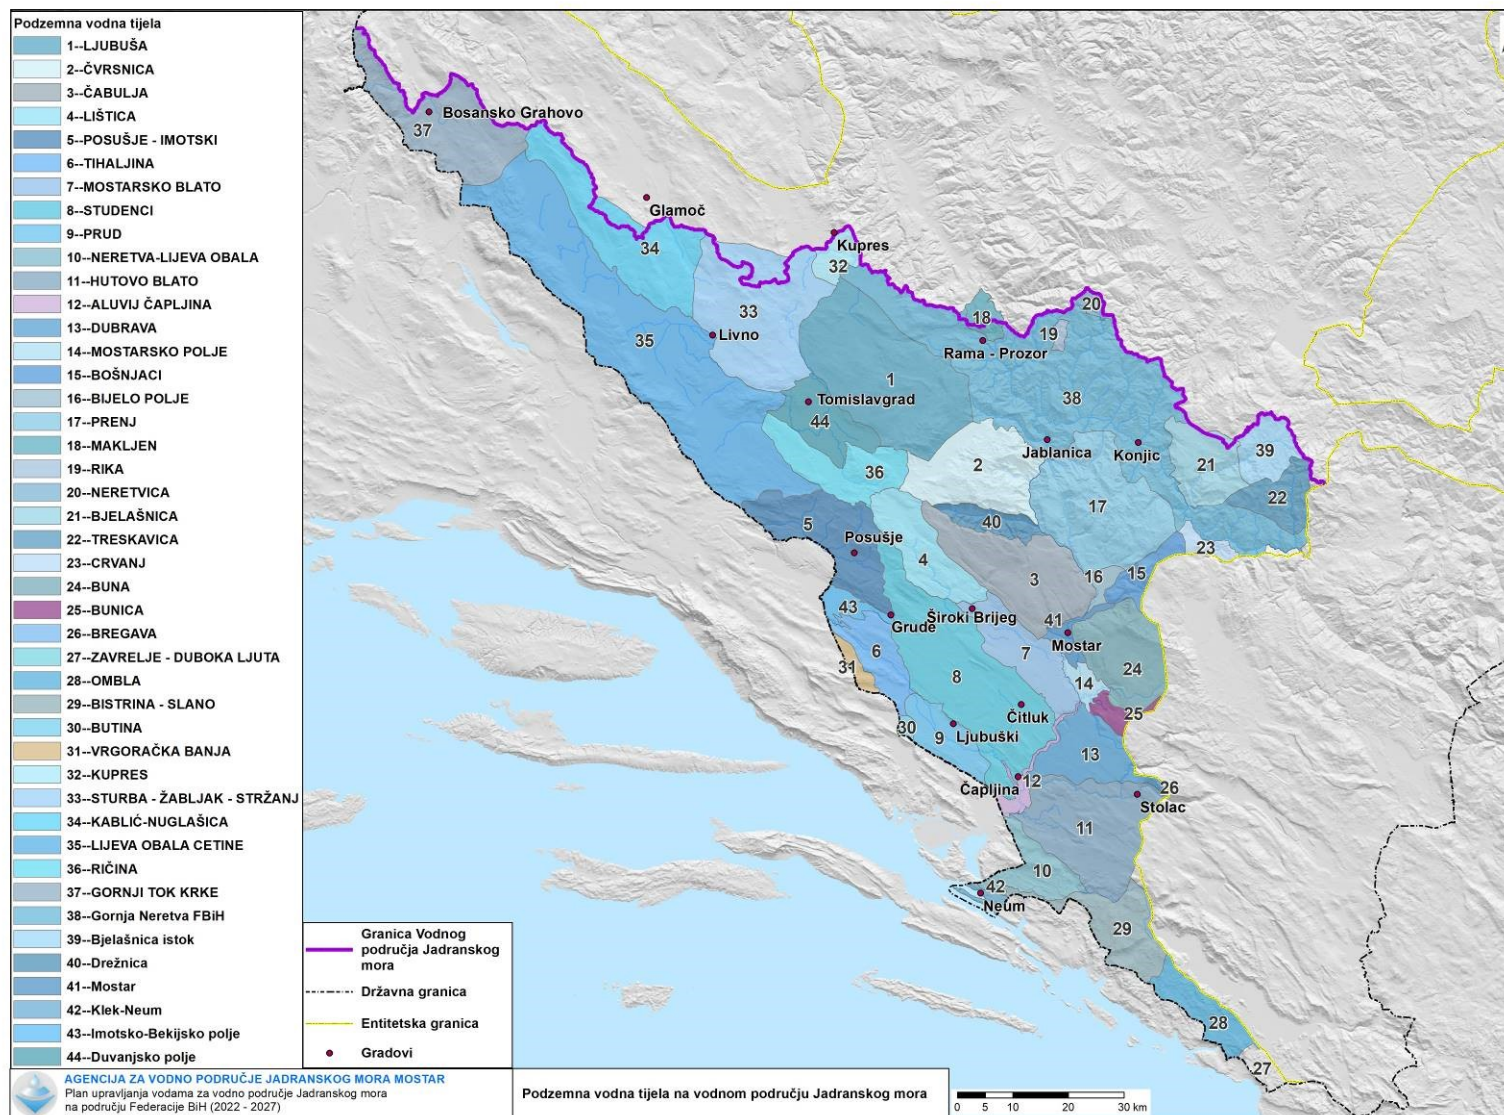 Podzemna vodna tijela
1--LJUBUŠA
2--ČVRSNICA
3--ČABULJA
4--LIŠTICA
5--POSUŠJE - IMOTSKI
6--TIHALJINA
7--MOSTARSKO BLATO
8--STUDENCI
9--PRUD
10--NERETVA-LIJEVA OBALA
11--HUTOVO BLATO
12--ALUVIJ ČAPLJINA
13--DUBRAVA
14--MOSTARSKO POLJE
15--BOŠNJACI
16--BIJELO POLJE
17--PRENJ
18--MAKLJEN
19--RIKA
20--NERETVICA
21--BJELAŠNICA
22--TRESKAVICA
23--CRVANJ
24--BUNA
25--BUNICA
26--BREGAVA
27--ZAVRELJE - DUBOKA LJUTA
28--OMBLA
29--BISTRINA - SLANO
30--BUTINA
31--VRGORAČKA BANJA
32--KUPRES
33--STURBA - ŽABLJAK - STRŽANJ
34--KABLIĆ-NUGLAŠICA
35--LIJEVA OBALA CETINE
36--RIČINA
37--GORNJI TOK KRKE
38--Gornja Neretva FBiH
39--Bjelašnica istok
40--Drežnica
41--Mostar
42--Klek-Neum
43--Imotsko-Bekijsko polje
44--Duvanjsko polje
Bosansko Grahovo
37
Glamoč
34
Kupres
32
33
35
Livno
18
19
20
Rama - Prozor
1
38
Tomislavgrad
44
Jablanica
Konjic
2
36
17
21
39
22
5
40
Posušje
4
23
3
16
15
43
Grude
Široki Brijeg
41
Mostar
6
7
24
31
8
14
Čitluk
25
30
9
Ljubuški
13
12
Čapljina
26
Stolac
11
10
42
Neum
29
28
27
Granica Vodnog
područja Jadranskog
mora
Državna granica
Entitetska granica
Gradovi
AGENCIJA ZA VODNO PODRUČJE JADRANSKOG MORA MOSTAR
Plan upravljanja vodama za vodno područje Jadranskog mora
na području Federacije BiH (2022 - 2027)
Podzemna vodna tijela na vodnom području Jadranskog mora
0 5 10 20 30 km